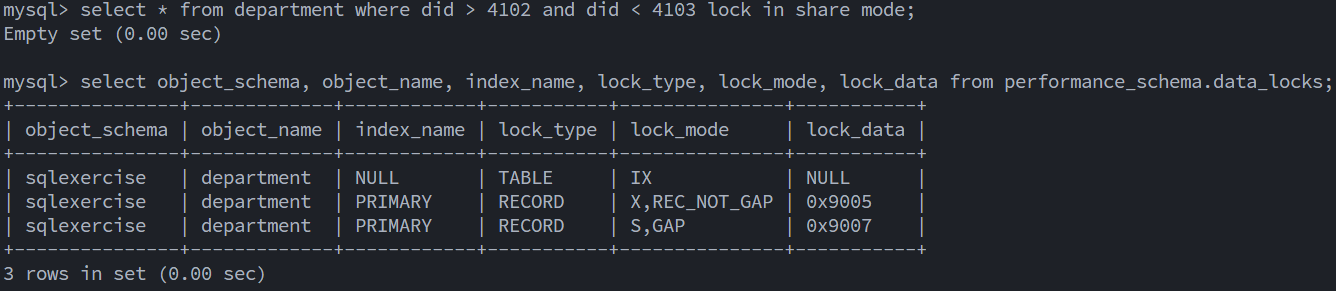 mysql> select * from department where did > 4102 and did < 4103 lock in share mode;
Empty set (0.00 sec)
mysql> select object_schema, object_name, index_name, lock_type, lock_mode, lock_data from performance_schema.data_locks;
+---------------+-------------+------------+-----------+---------------+-----------+
| object_schema | object_name | index_name | lock_type | lock_mode     | lock_data |
+---------------+-------------+------------+-----------+---------------+-----------+
| sqlexercise   | department  | NULL       | TABLE     | IX            | NULL      |
| sqlexercise   | department  | PRIMARY    | RECORD    | X,REC_NOT_GAP | 0x9005    |
| sqlexercise   | department  | PRIMARY    | RECORD    | S,GAP         | 0x9007    |
+---------------+-------------+------------+-----------+---------------+-----------+
3 rows in set (0.00 sec)